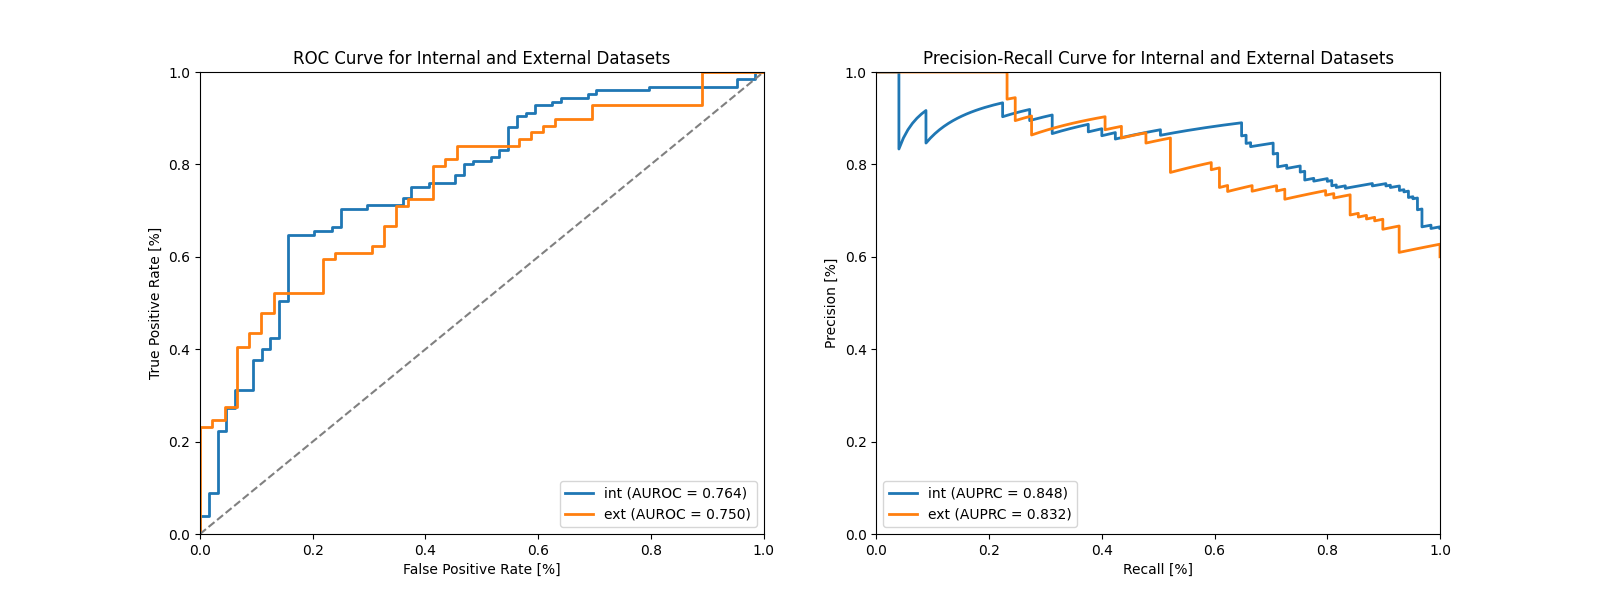 ROC Curve for Internal and External Datasets
1.0
0.8
0.6
0.4
0.2
0.0
True Positive Rate [%]
int (AUROC = 0.764)
ext (AUROC = 0.750)
0.0 0.2 0.4 0.6 0.8 1.0
False Positive Rate [%]
Precision-Recall Curve for Internal and External Datasets
1.0
0.8
0.6
0.4
0.2
0.0
Precision [%]
int (AUPRC = 0.848)
ext (AUPRC = 0.832)
0.0 0.2 0.4 0.6 0.8 1.0
Recall [%]